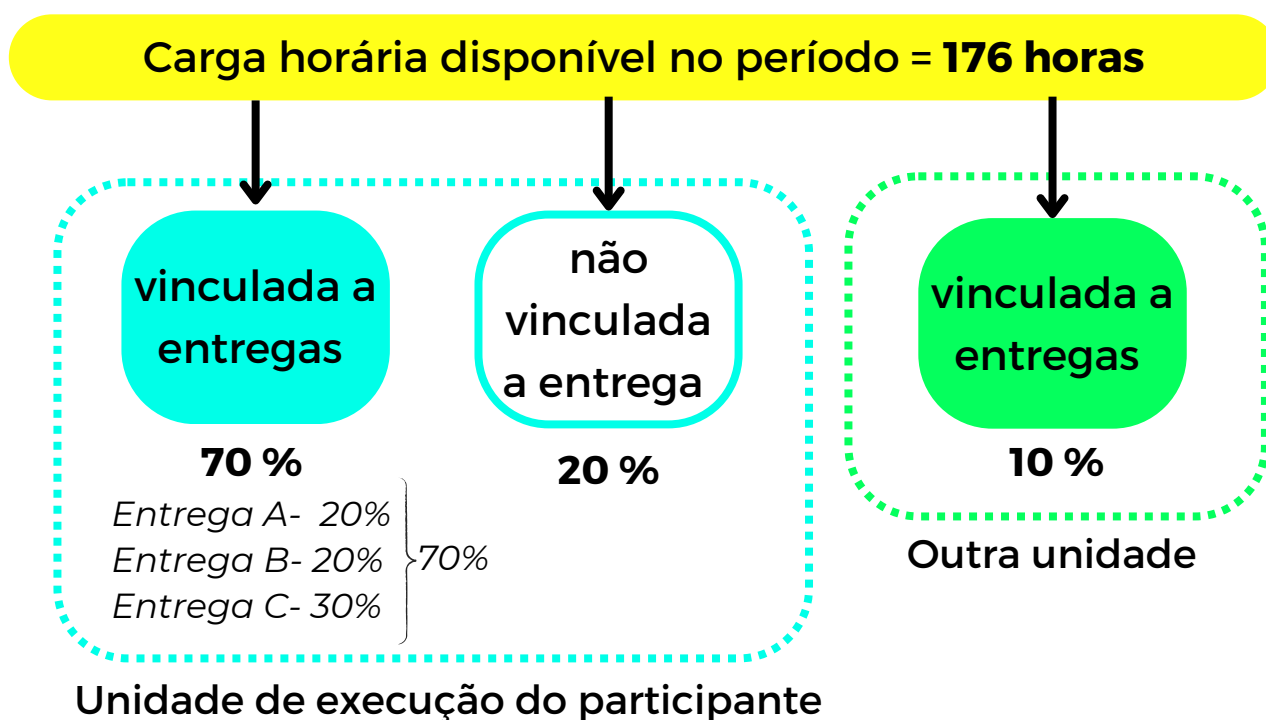 Carga horária disponível no período = 176 horas
vinculada a
entregas
70 %
Entrega A- 20%
Entrega B- 20%
Entrega C- 30%
70%
não
vinculada
a entrega
20 %
Unidade de execução do participante
vinculada a
entregas
10 %
Outra unidade